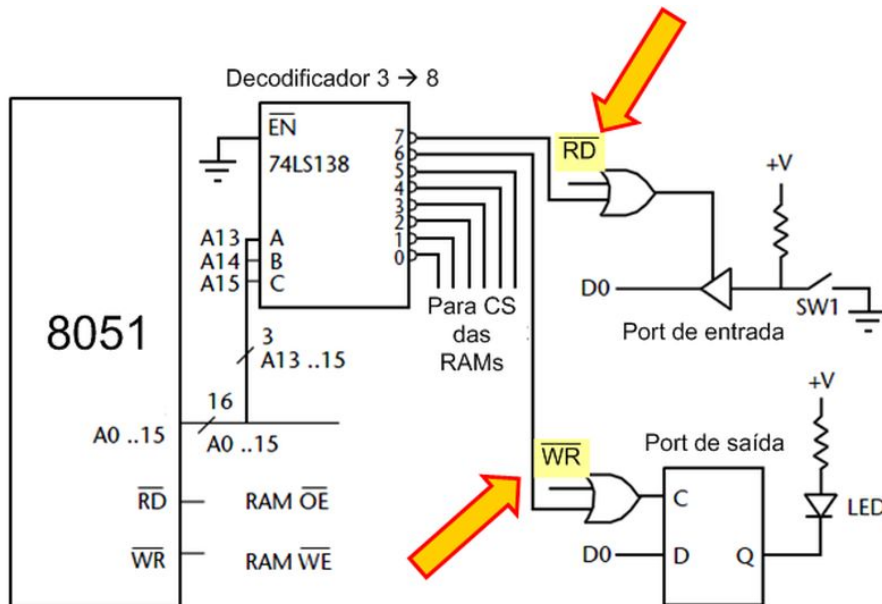 Decodificador 3 → 8
EN
74LS138
7
6
5
4
3
2
1
0
A13 A
A14 B
A15 C
Para CS
das
RAMs
8051
3
A13 ..15
16
A0 ..15
A0 ..15
RD
RAM OE
WR
RAM WE
RD
+V
D0
SW1
Port de entrada
+V
Port de saída
WR
C
LED
D0
D
Q